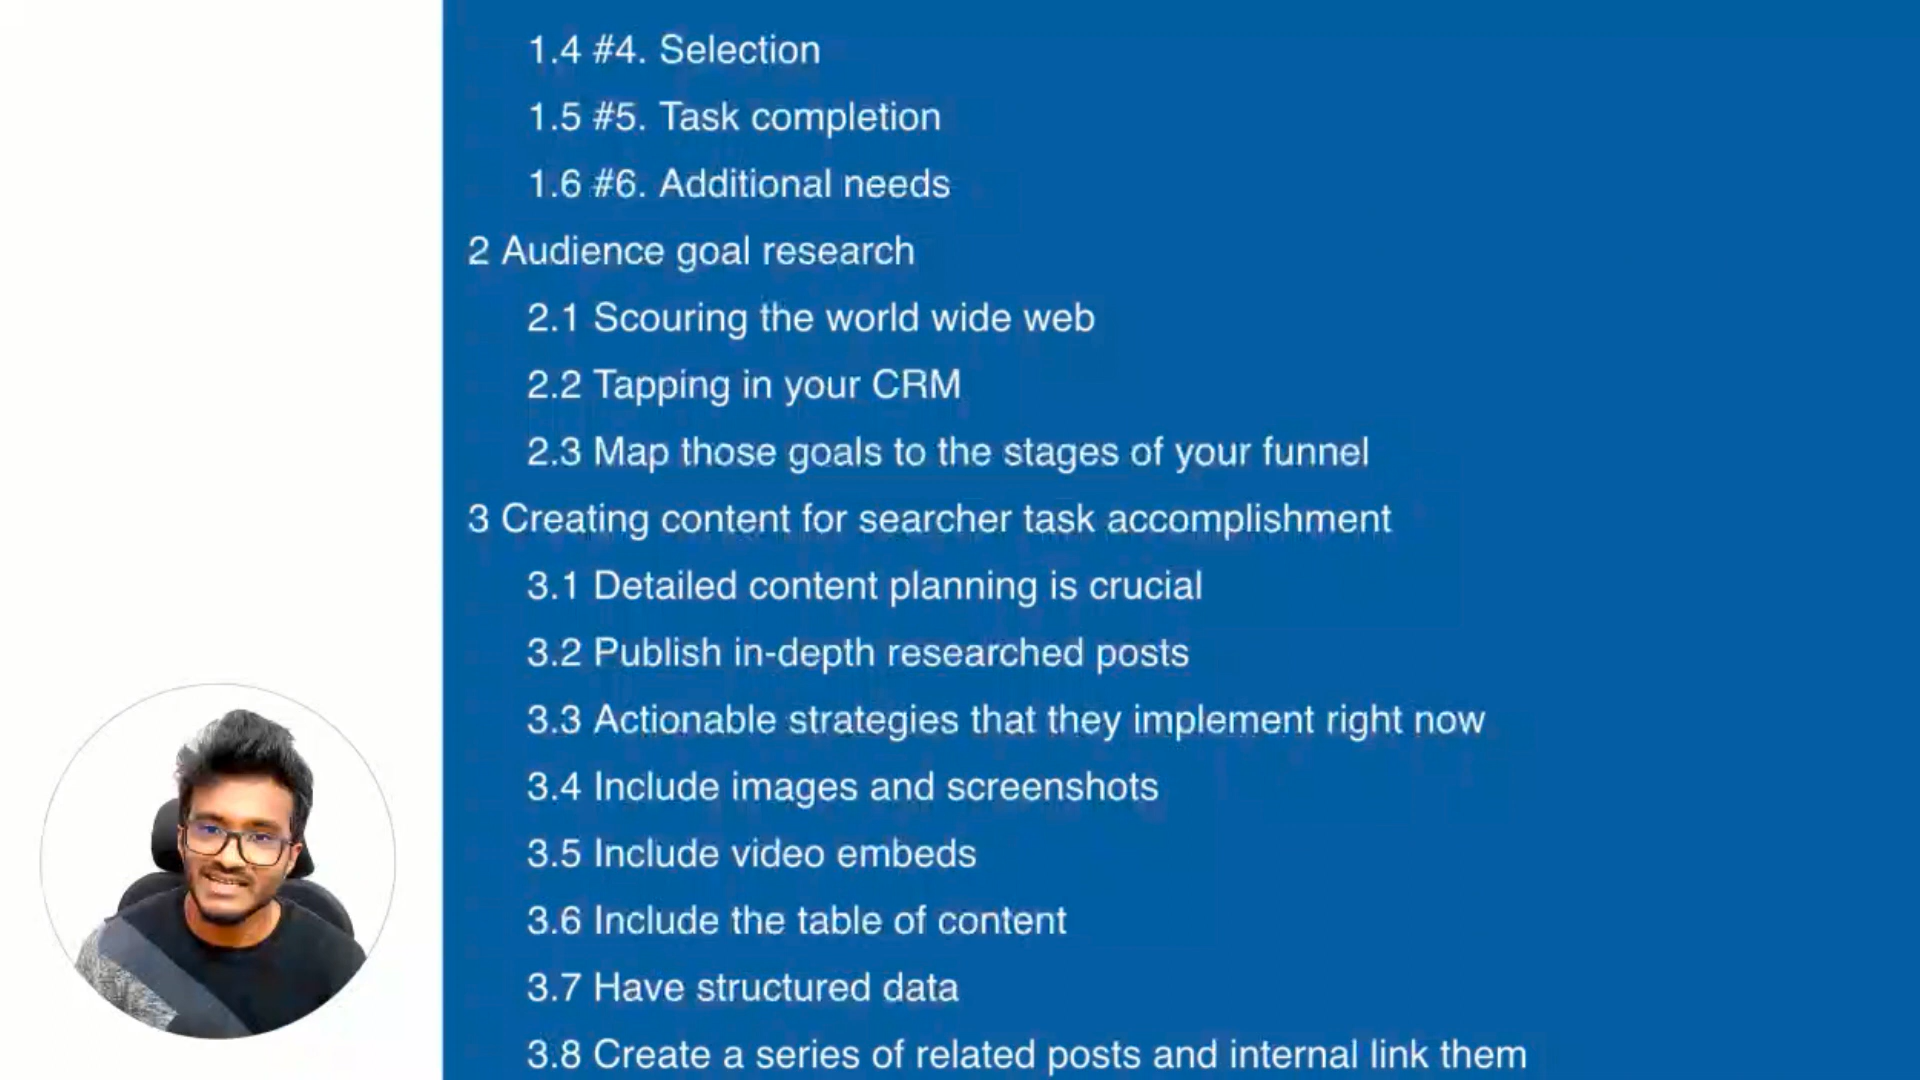 1.4 #4. Selection
1.5 #5. Task completion
1.6 #6. Additional needs
2 Audience goal research
2.1 Scouring the world wide web
2.2 Tapping in your CRM
2.3 Map those goals to the stages of your funnel
3 Creating content for searcher task accomplishment
3.1 Detailed content planning is crucial
3.2 Publish in-depth researched posts
3.3 Actionable strategies that they implement right now
3.4 Include images and screenshots
3.5 Include video embeds
3.6 Include the table of content
3.7 Have structured data
3.8 Create a series of related posts and internal link them